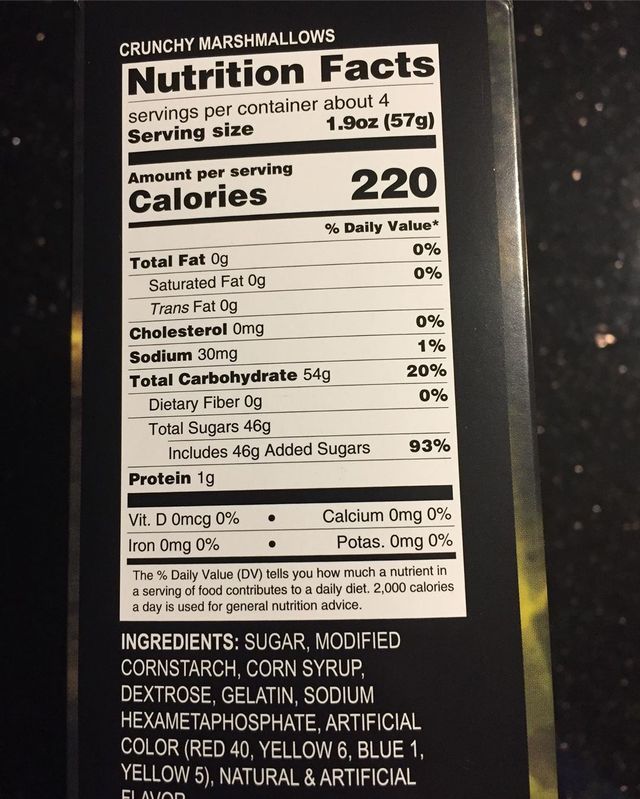 CRUNCHY MARSHMALLOWS
Nutrition Facts
servings per container about 4
Serving size 1.9oz (57g)
Amount per serving
Calories 220
% Daily Value*
Total Fat 0g 0%
Saturated Fat 0g 0%
Trans Fat 0g
Cholesterol 0mg 0%
Sodium 30mg 1%
Total Carbohydrate 54g 20%
Dietary Fiber 0g 0%
Total Sugars 46g
Includes 46g Added Sugars 93%
Protein 1g
Vit. D 0mcg 0% • Calcium 0mg 0%
Iron 0mg 0% • Potas. 0mg 0%
The % Daily Value (DV) tells you how much a nutrient in
a serving of food contributes to a daily diet. 2,000 calories
a day is used for general nutrition advice.
INGREDIENTS: SUGAR, MODIFIED
CORNSTARCH, CORN SYRUP,
DEXTROSE, GELATIN, SODIUM
HEXAMETAPHOSPHATE, ARTIFICIAL
COLOR (RED 40, YELLOW 6, BLUE 1,
YELLOW 5), NATURAL & ARTIFICIAL
FLAVOR